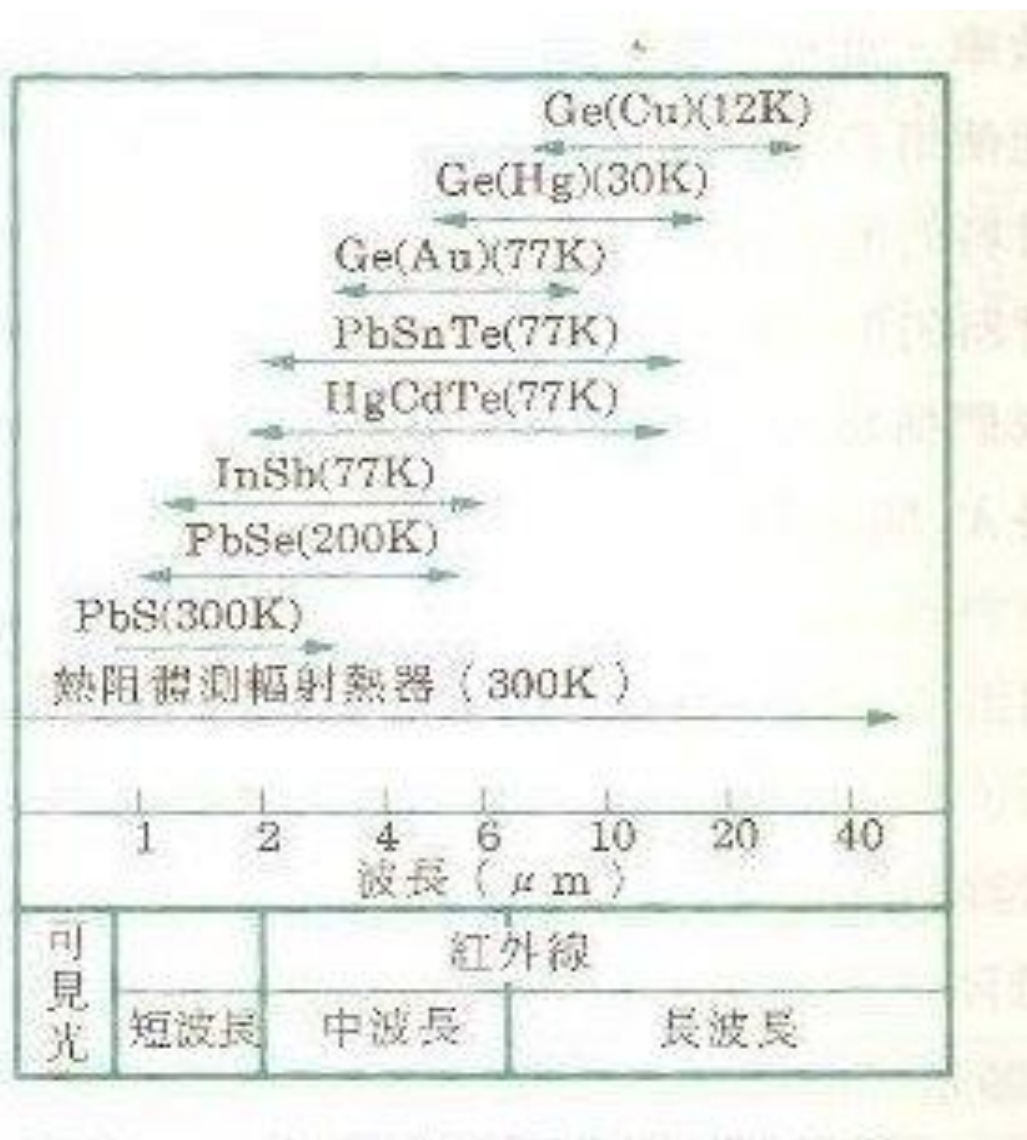 Ge(Cu)(12K)
Ge(Hg)(30K)
Ge(Au)(77K)
PbSnTe(77K)
HgCdTe(77K)
InSb(77K)
PbSe(200K)
PbS(300K)
熱阻體測輻射熱器(300K)
1 2 4 6 10 20 40
波長(μm)
可見光
紅外線
短波長 中波長 長波長